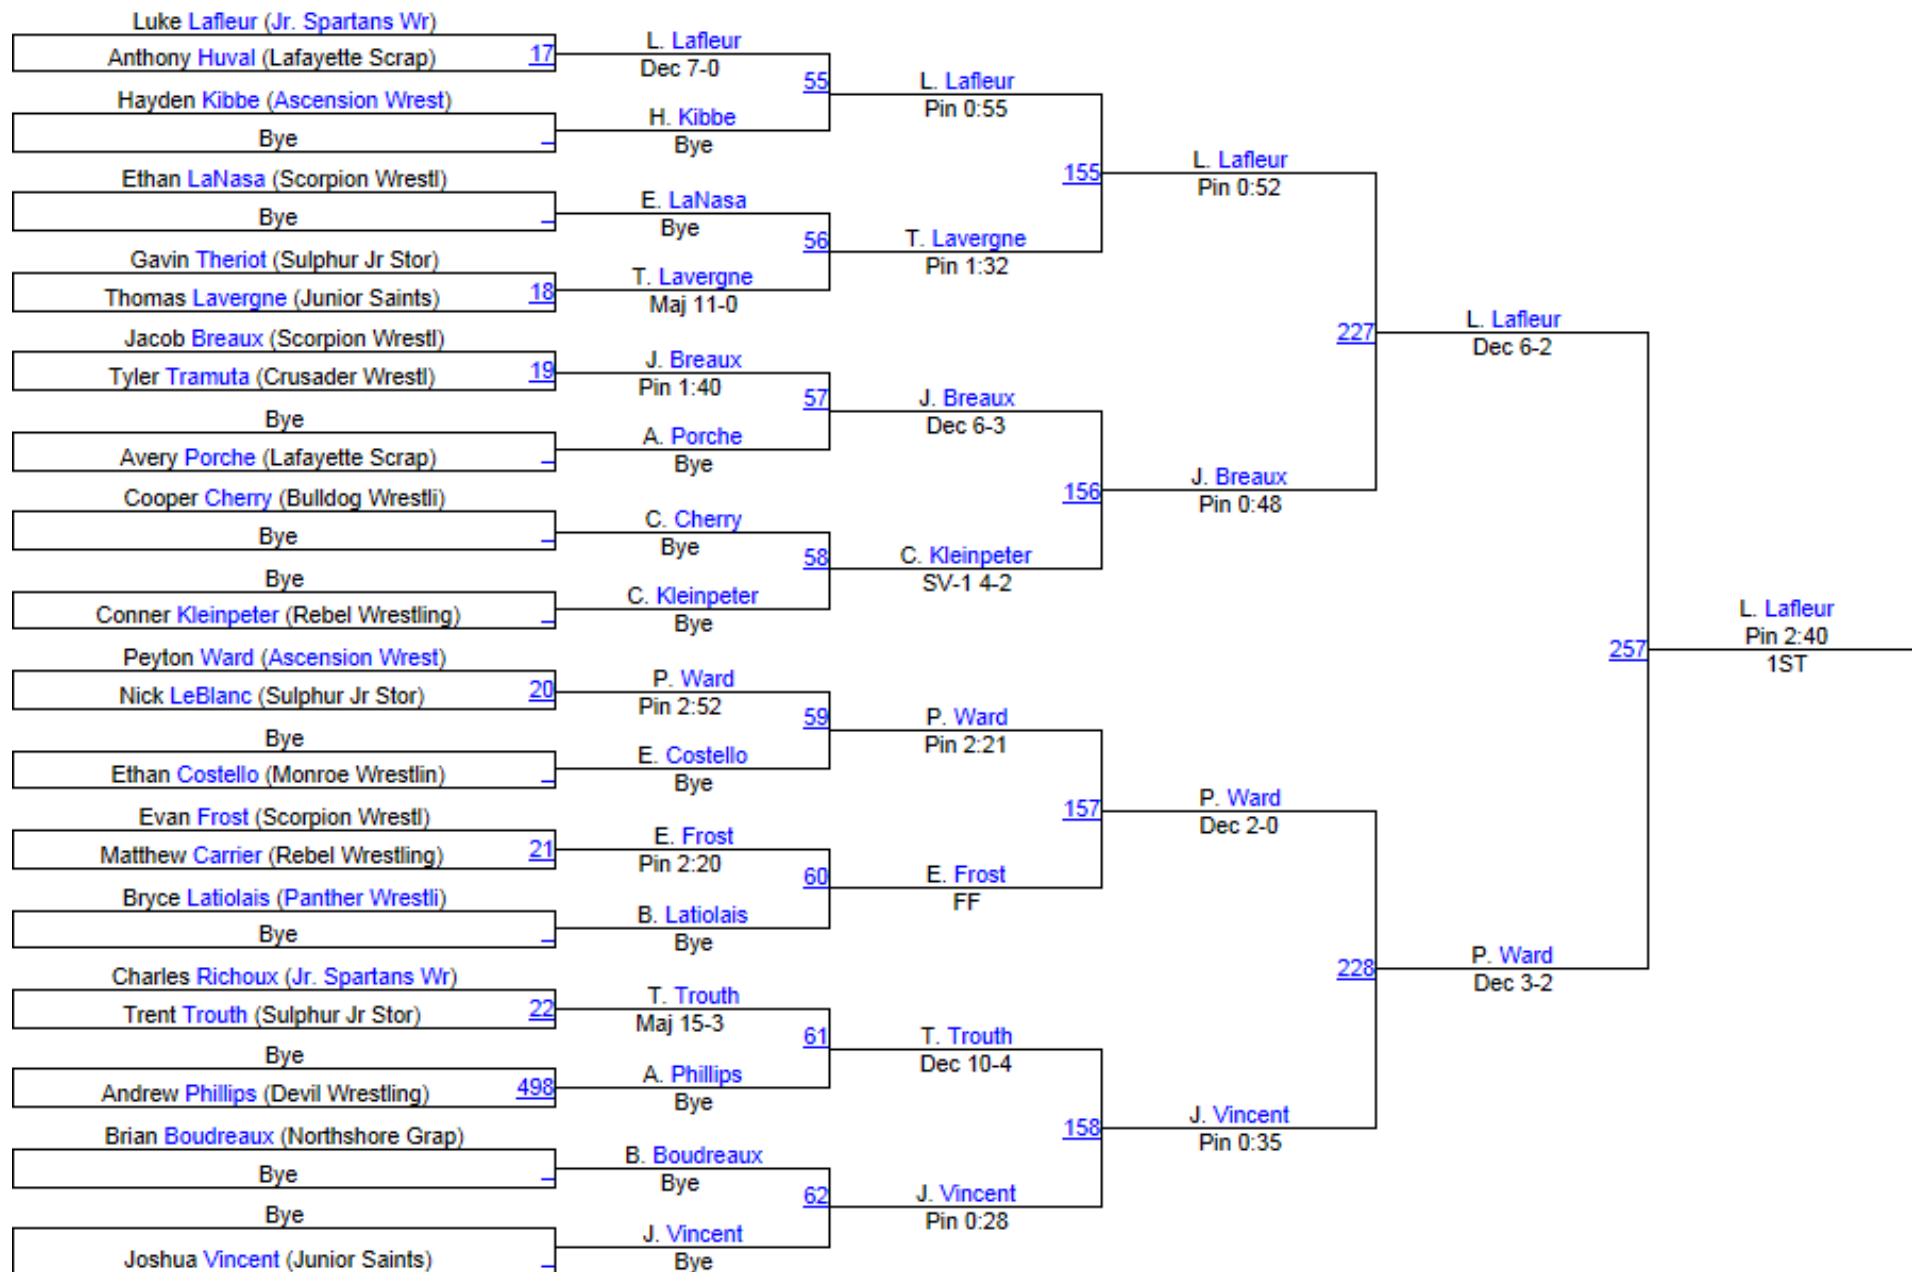 Luke Lafleur (Jr. Spartans Wr)
Anthony Huval (Lafayette Scrap) 17
Hayden Kibbe (Ascension Wrest)
Bye
Ethan LaNasa (Scorpion Wrestl)
Bye
Gavin Theriot (Sulphur Jr Stor)
Thomas Lavergne (Junior Saints) 18
Jacob Breaux (Scorpion Wrestl)
Tyler Tramuta (Crusader Wrestl) 19
Bye
Avery Porche (Lafayette Scrap)
Cooper Cherry (Bulldog Wrestli)
Bye
Bye
Conner Kleinpeter (Rebel Wrestling)
Peyton Ward (Ascension Wrest)
Nick LeBlanc (Sulphur Jr Stor) 20
Bye
Ethan Costello (Monroe Wrestlin)
Evan Frost (Scorpion Wrestl)
Matthew Carrier (Rebel Wrestling) 21
Bryce Latiolais (Panther Wrestli)
Bye
Charles Richoux (Jr. Spartans Wr)
Trent Trouth (Sulphur Jr Stor) 22
Bye
Andrew Phillips (Devil Wrestling) 498
Brian Boudreaux (Northshore Grap)
Bye
Bye
Joshua Vincent (Junior Saints)
L. Lafleur
Dec 7-0
55
H. Kibbe
Bye
E. LaNasa
Bye
56
T. Lavergne
Maj 11-0
J. Breaux
Pin 1:40
57
A. Porche
Bye
C. Cherry
Bye
58
C. Kleinpeter
Bye
P. Ward
Pin 2:52
59
E. Costello
Bye
E. Frost
Pin 2:20
60
B. Latiolais
Bye
T. Trouth
Maj 15-3
61
A. Phillips
Bye
B. Boudreaux
Bye
62
J. Vincent
Bye
L. Lafleur
Pin 0:55
155
T. Lavergne
Pin 1:32
J. Breaux
Dec 6-3
156
C. Kleinpeter
SV-1 4-2
P. Ward
Pin 2:21
157
E. Frost
FF
T. Trouth
Dec 10-4
158
J. Vincent
Pin 0:28
L. Lafleur
Pin 0:52
227
J. Breaux
Pin 0:48
P. Ward
Dec 2-0
228
J. Vincent
Pin 0:35
L. Lafleur
Dec 6-2
257
P. Ward
Dec 3-2
L. Lafleur
Pin 2:40
1ST